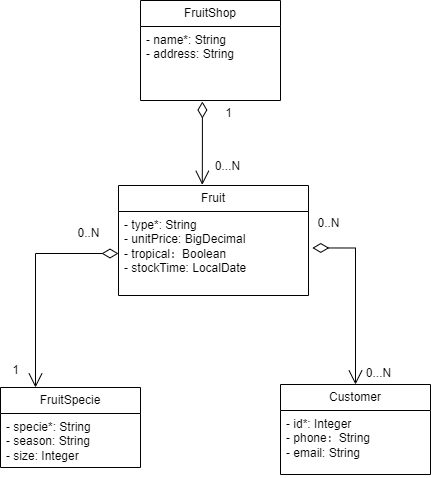 FruitShop
- name*: String
- address: String
1
0...N
Fruit
- type*: String
- unitPrice: BigDecimal
- tropical：Boolean
- stockTime: LocalDate
0..N
0..N
1
0...N
FruitSpecie
- specie*: String
- season: String
- size: Integer
Customer
- id*: Integer
- phone：String
- email: String